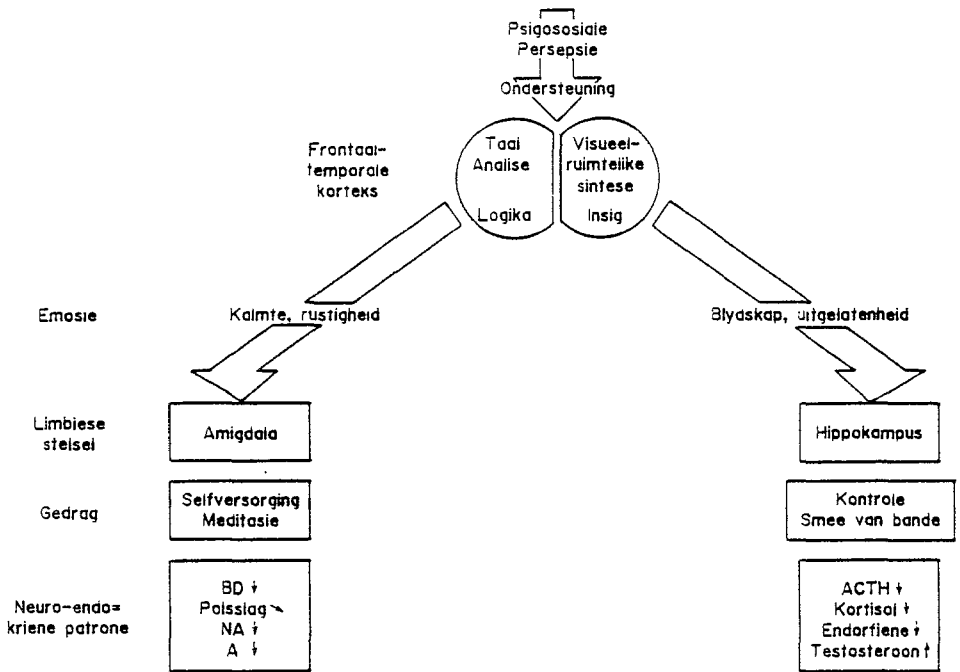 Psigososiale
Persepsie
Ondersteuning
Frontaal-
temporale
korteks
Taal
Analise
Logika
Visueel-
ruimtelike
sintese
Insig
Emosie
Kalmte, rustigheid
Blydskap, uitgelatenheid
Limbiese
stelsel
Amigdala
Hippokampus
Gedrag
Selfversorging
Meditasie
Kontrole
Smee van bande
Neuro-endo=
kriene patrone
BD ↓
Polsslag ↘
NA ↓
A ↓
ACTH ↓
Kortisol ↓
Endorfiene ↓
Testosteroon ↑